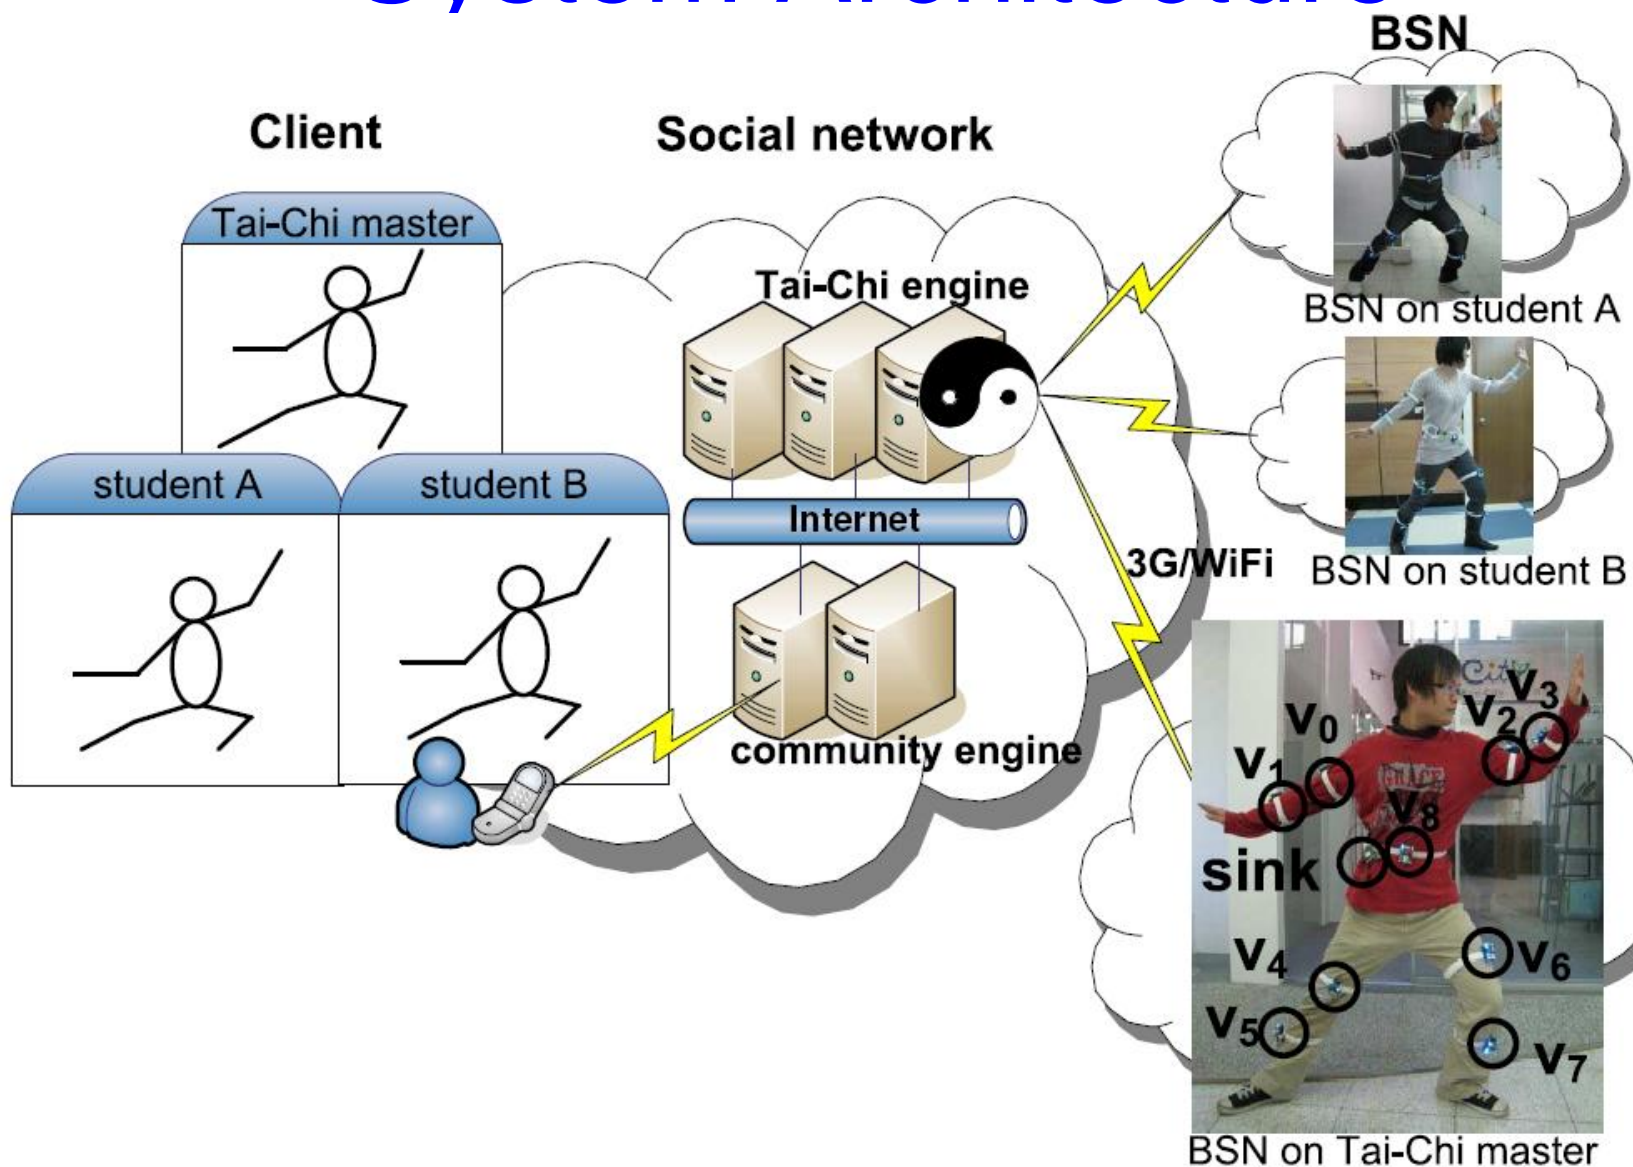 System Architecture
BSN
Client
Social network
Tai-Chi master
Tai-Chi engine
BSN on student A
student A
student B
Internet
3G/WiFi
BSN on student B
community engine
V0
V1
V2
V3
V8
sink
V4
V5
V6
V7
BSN on Tai-Chi master